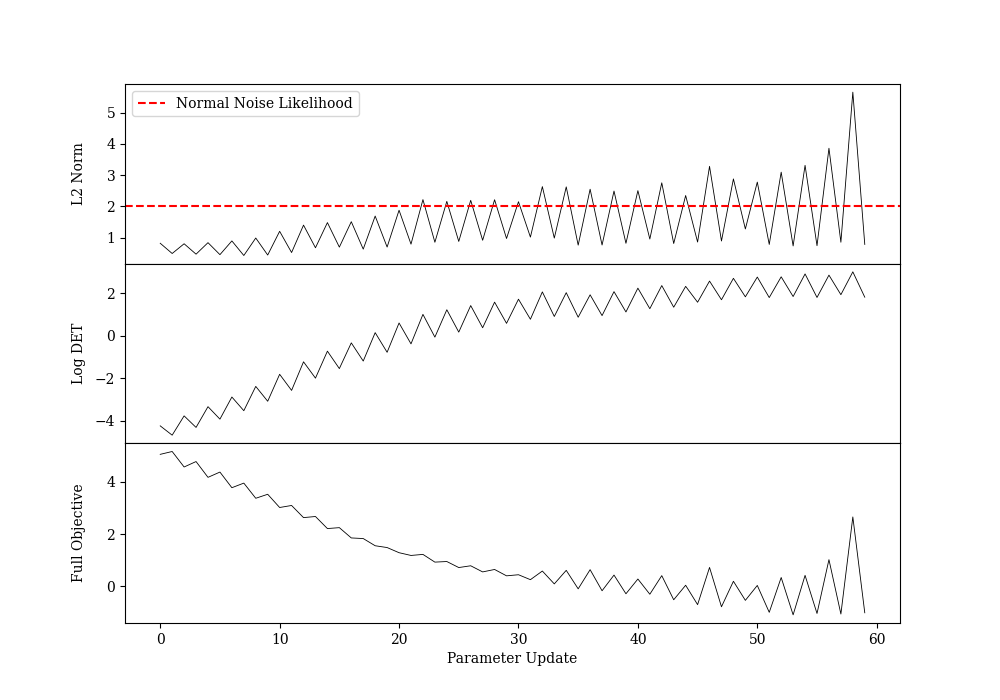 Normal Noise Likelihood
L2 Norm
5
4
3
2
1
Log DET
2
0
−2
−4
Full Objective
4
2
0
0 10 20 30 40 50 60
Parameter Update